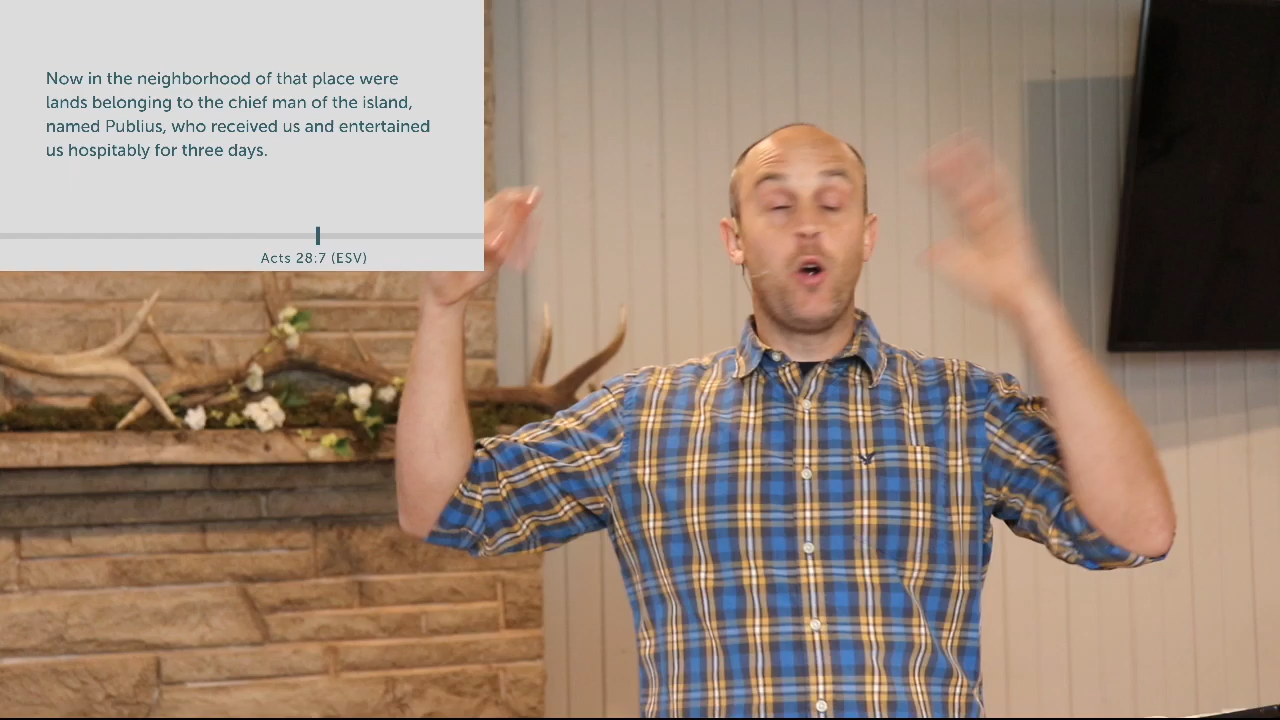 Now in the neighborhood of that place were
lands belonging to the chief man of the island,
named Publius, who received us and entertained
us hospitably for three days.
Acts 28:7 (ESV)